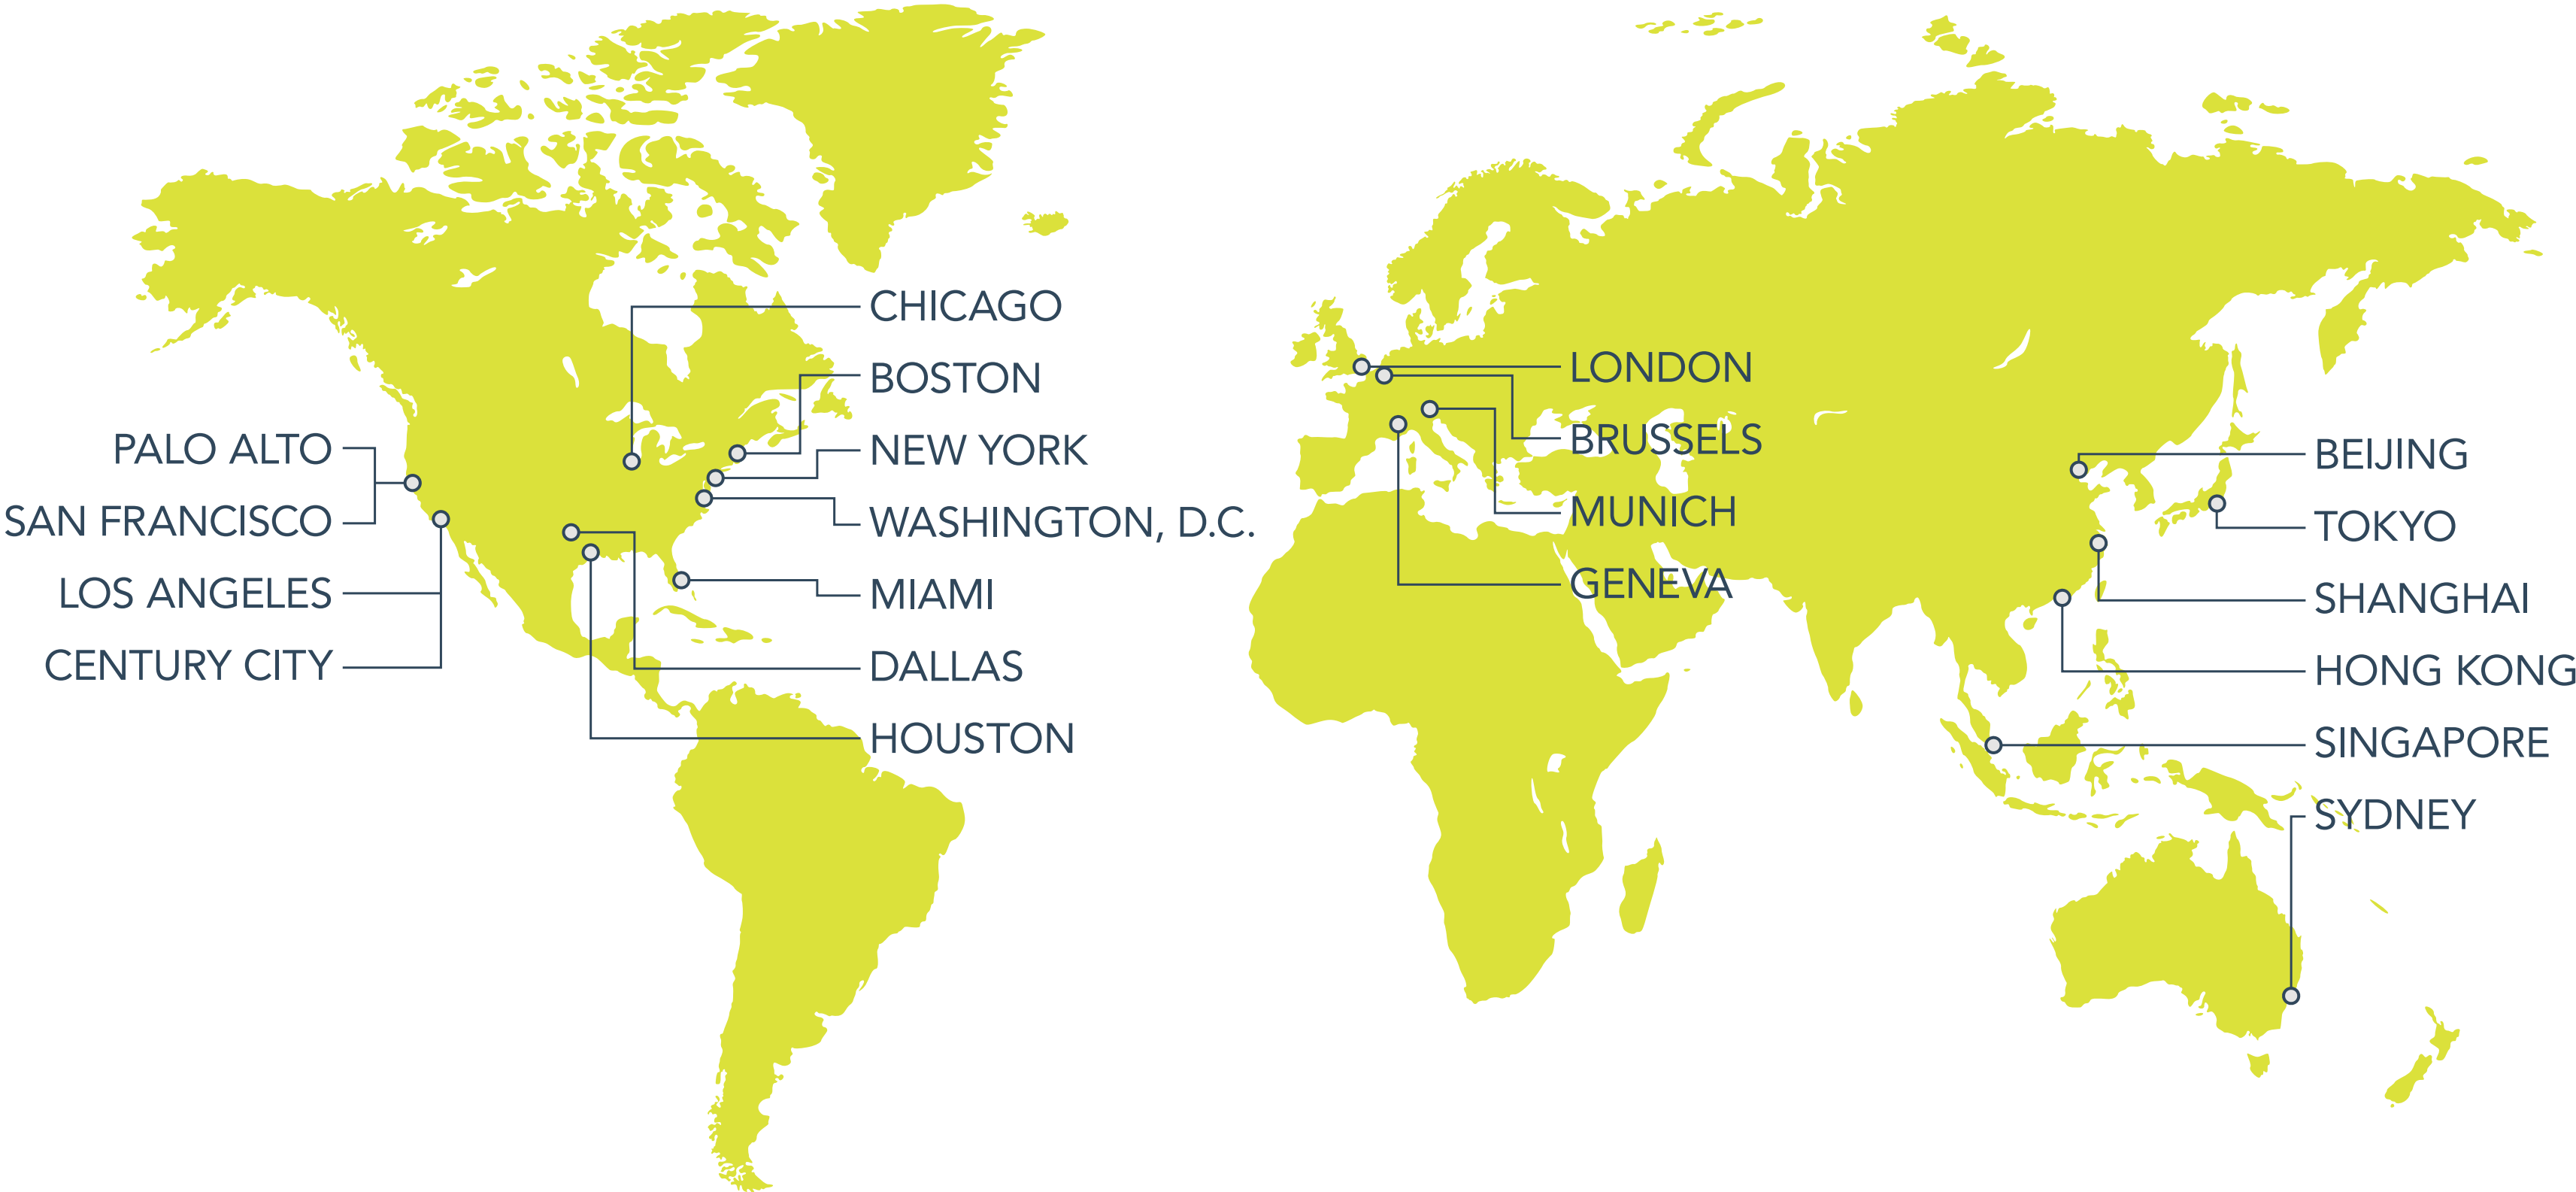 PALO ALTO
SAN FRANCISCO
LOS ANGELES
CENTURY CITY
CHICAGO
BOSTON
NEW YORK
WASHINGTON, D.C.
MIAMI
DALLAS
HOUSTON
LONDON
BRUSSELS
MUNICH
GENEVA
BEIJING
TOKYO
SHANGHAI
HONG KONG
SINGAPORE
SYDNEY